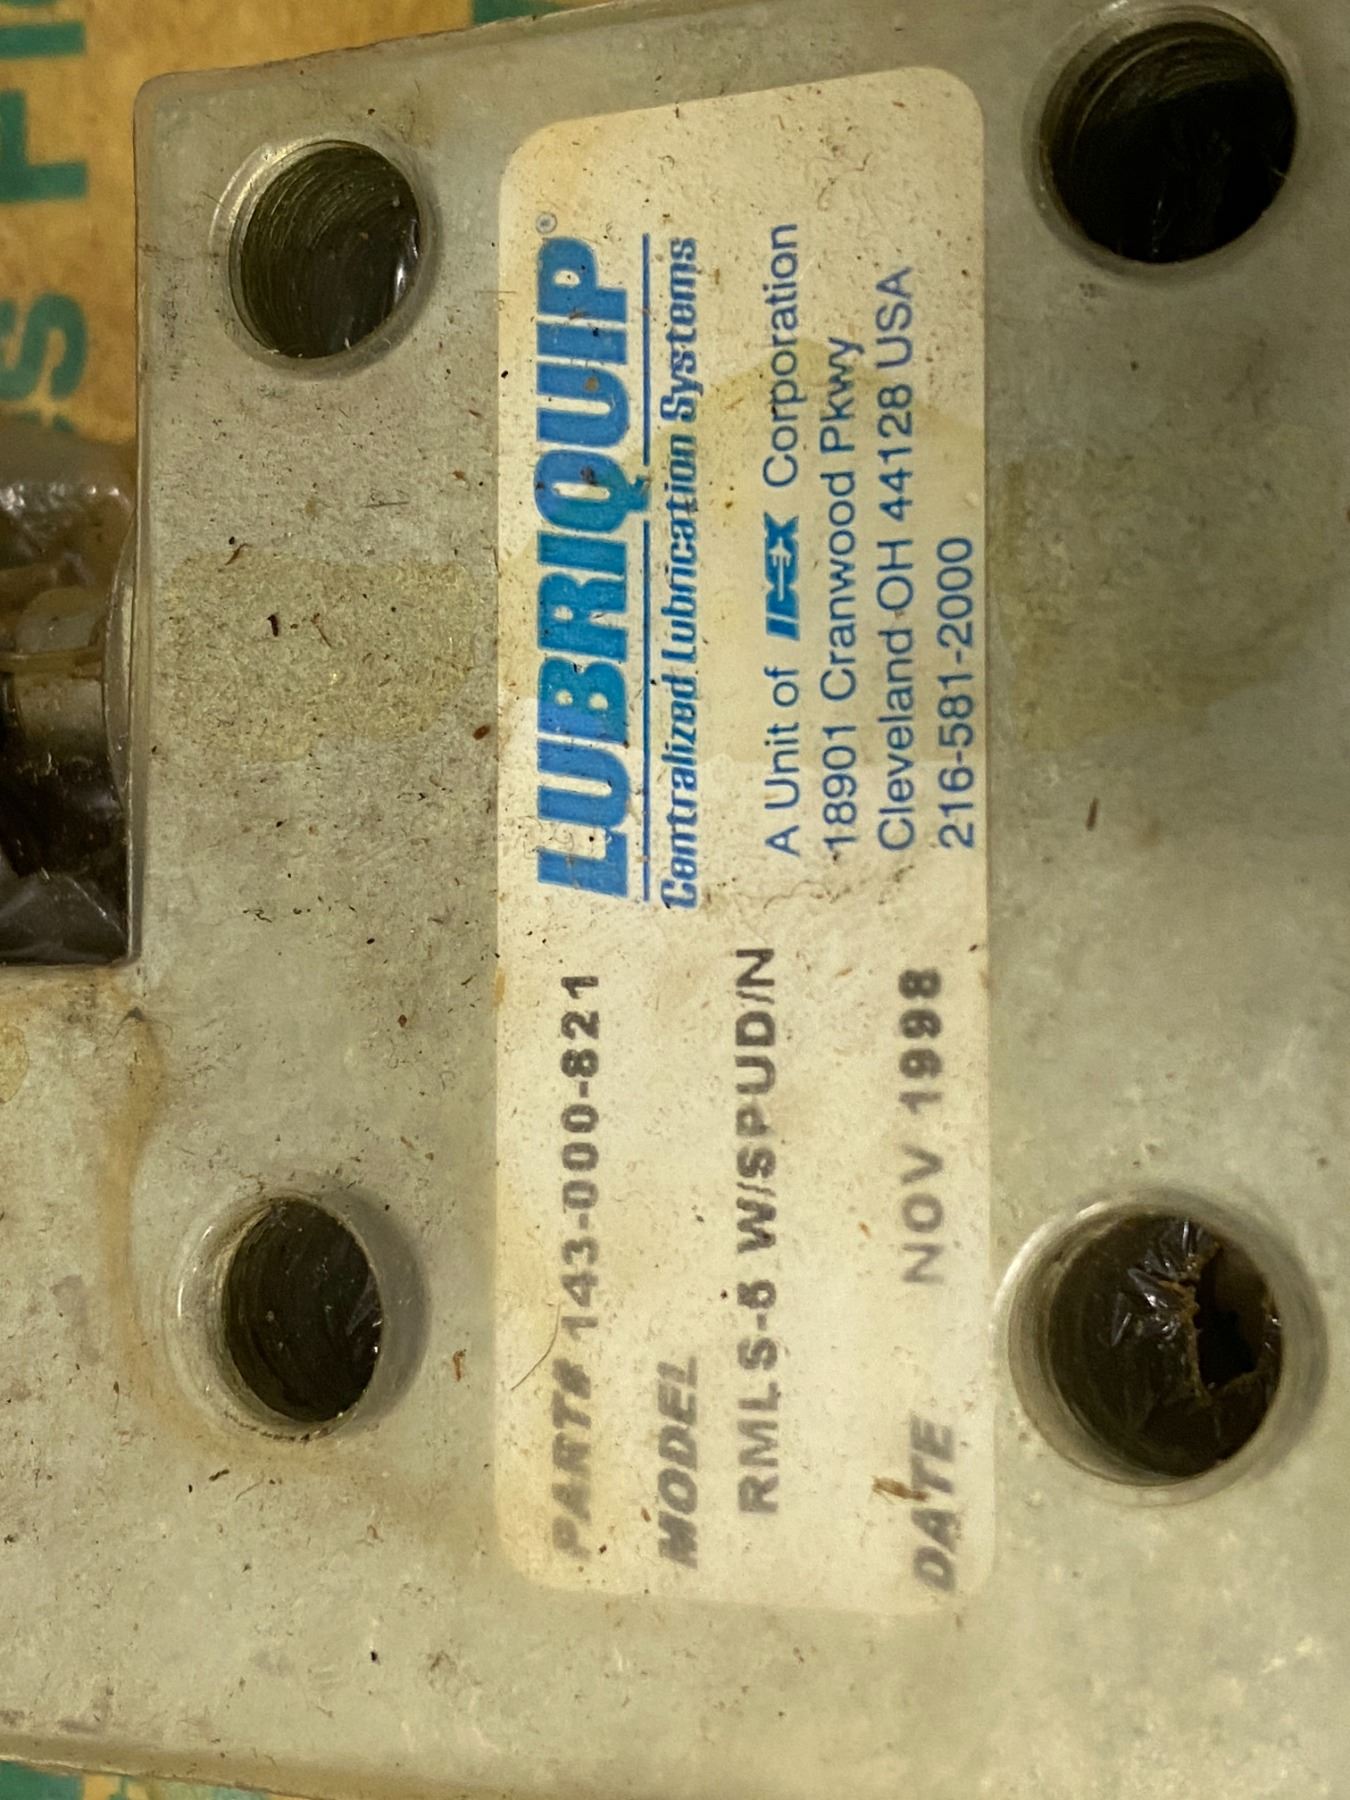 LUBRIQUIP®
Centralized Lubrication Systems
A Unit of IDEX Corporation
18901 Cranwood Pkwy
Cleveland OH 44128 USA
216-581-2000
PART# 143-000-821
MODEL
RMLS-6 W/SPUD/N
DATE NOV 1998